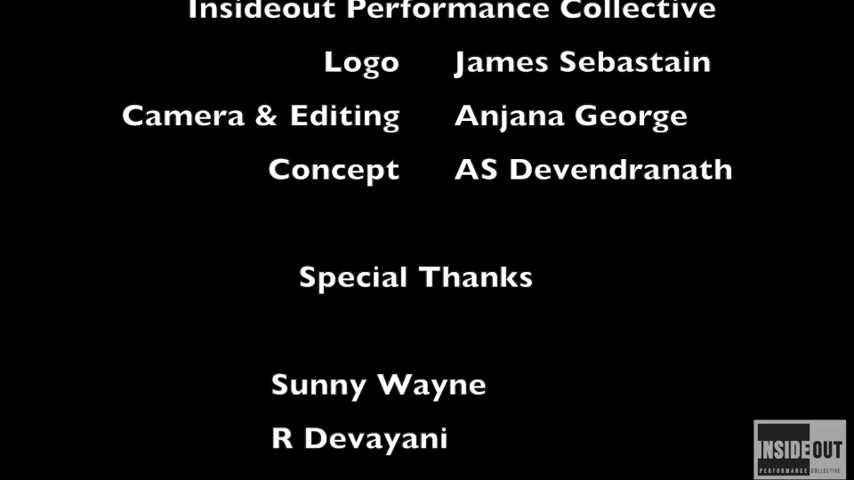 Insideout Performance Collective
Logo James Sebastain
Camera & Editing Anjana George
Concept AS Devendranath
Special Thanks
Sunny Wayne
R Devayani
INSIDEOUT
PERFORMANCE COLLECTIVE